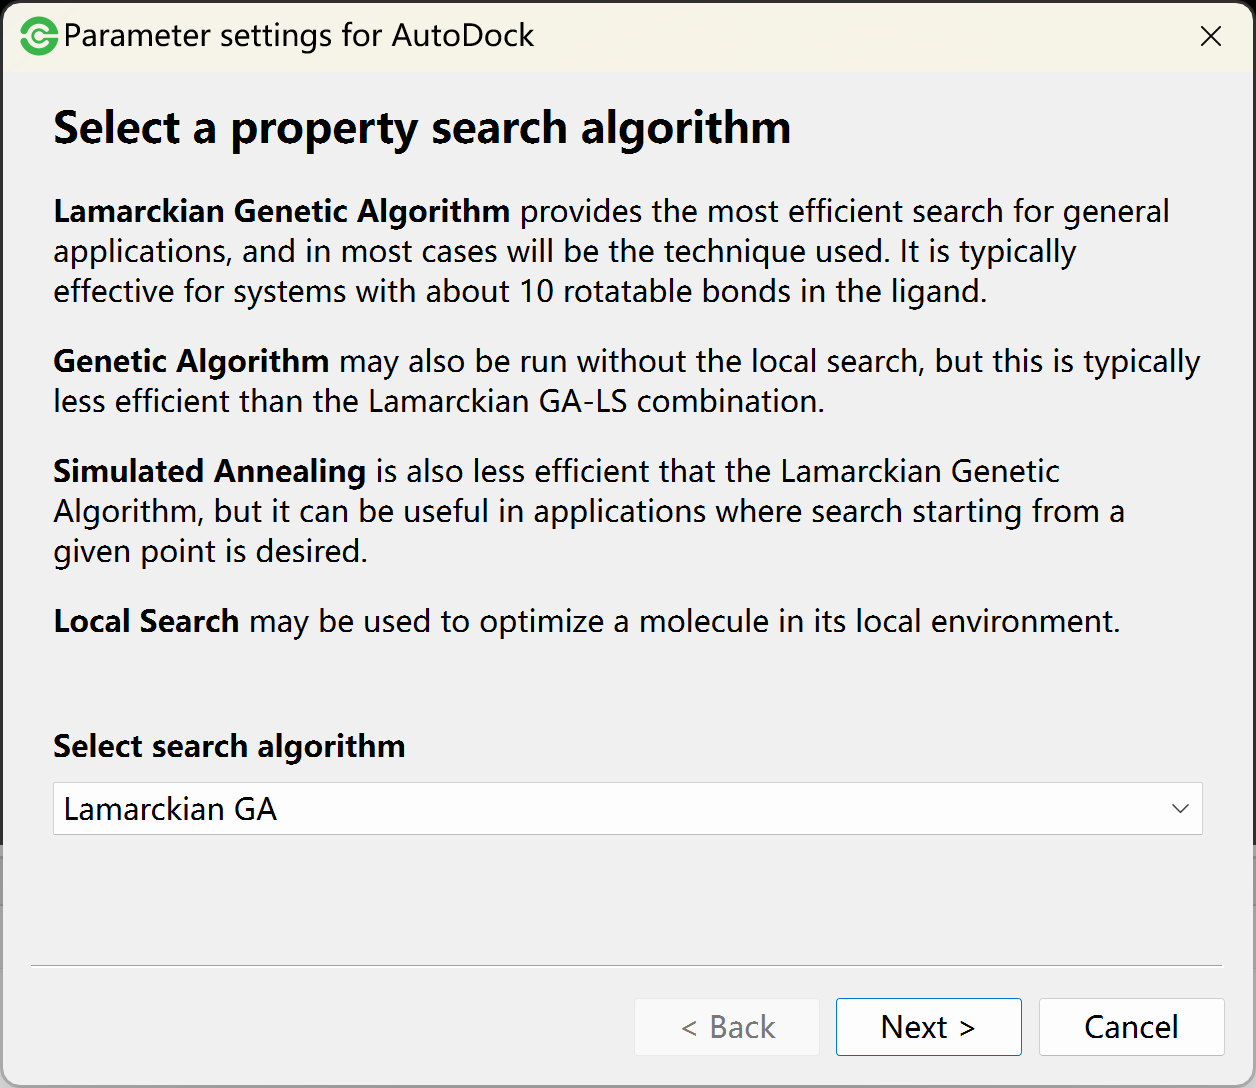 Parameter settings for AutoDock
Select a property search algorithm
Lamarckian Genetic Algorithm provides the most efficient search for general
applications, and in most cases will be the technique used. It is typically
effective for systems with about 10 rotatable bonds in the ligand.
Genetic Algorithm may also be run without the local search, but this is typically
less efficient than the Lamarckian GA-LS combination.
Simulated Annealing is also less efficient that the Lamarckian Genetic
Algorithm, but it can be useful in applications where search starting from a
given point is desired.
Local Search may be used to optimize a molecule in its local environment.
Select search algorithm
Lamarckian GA
< Back Next > Cancel